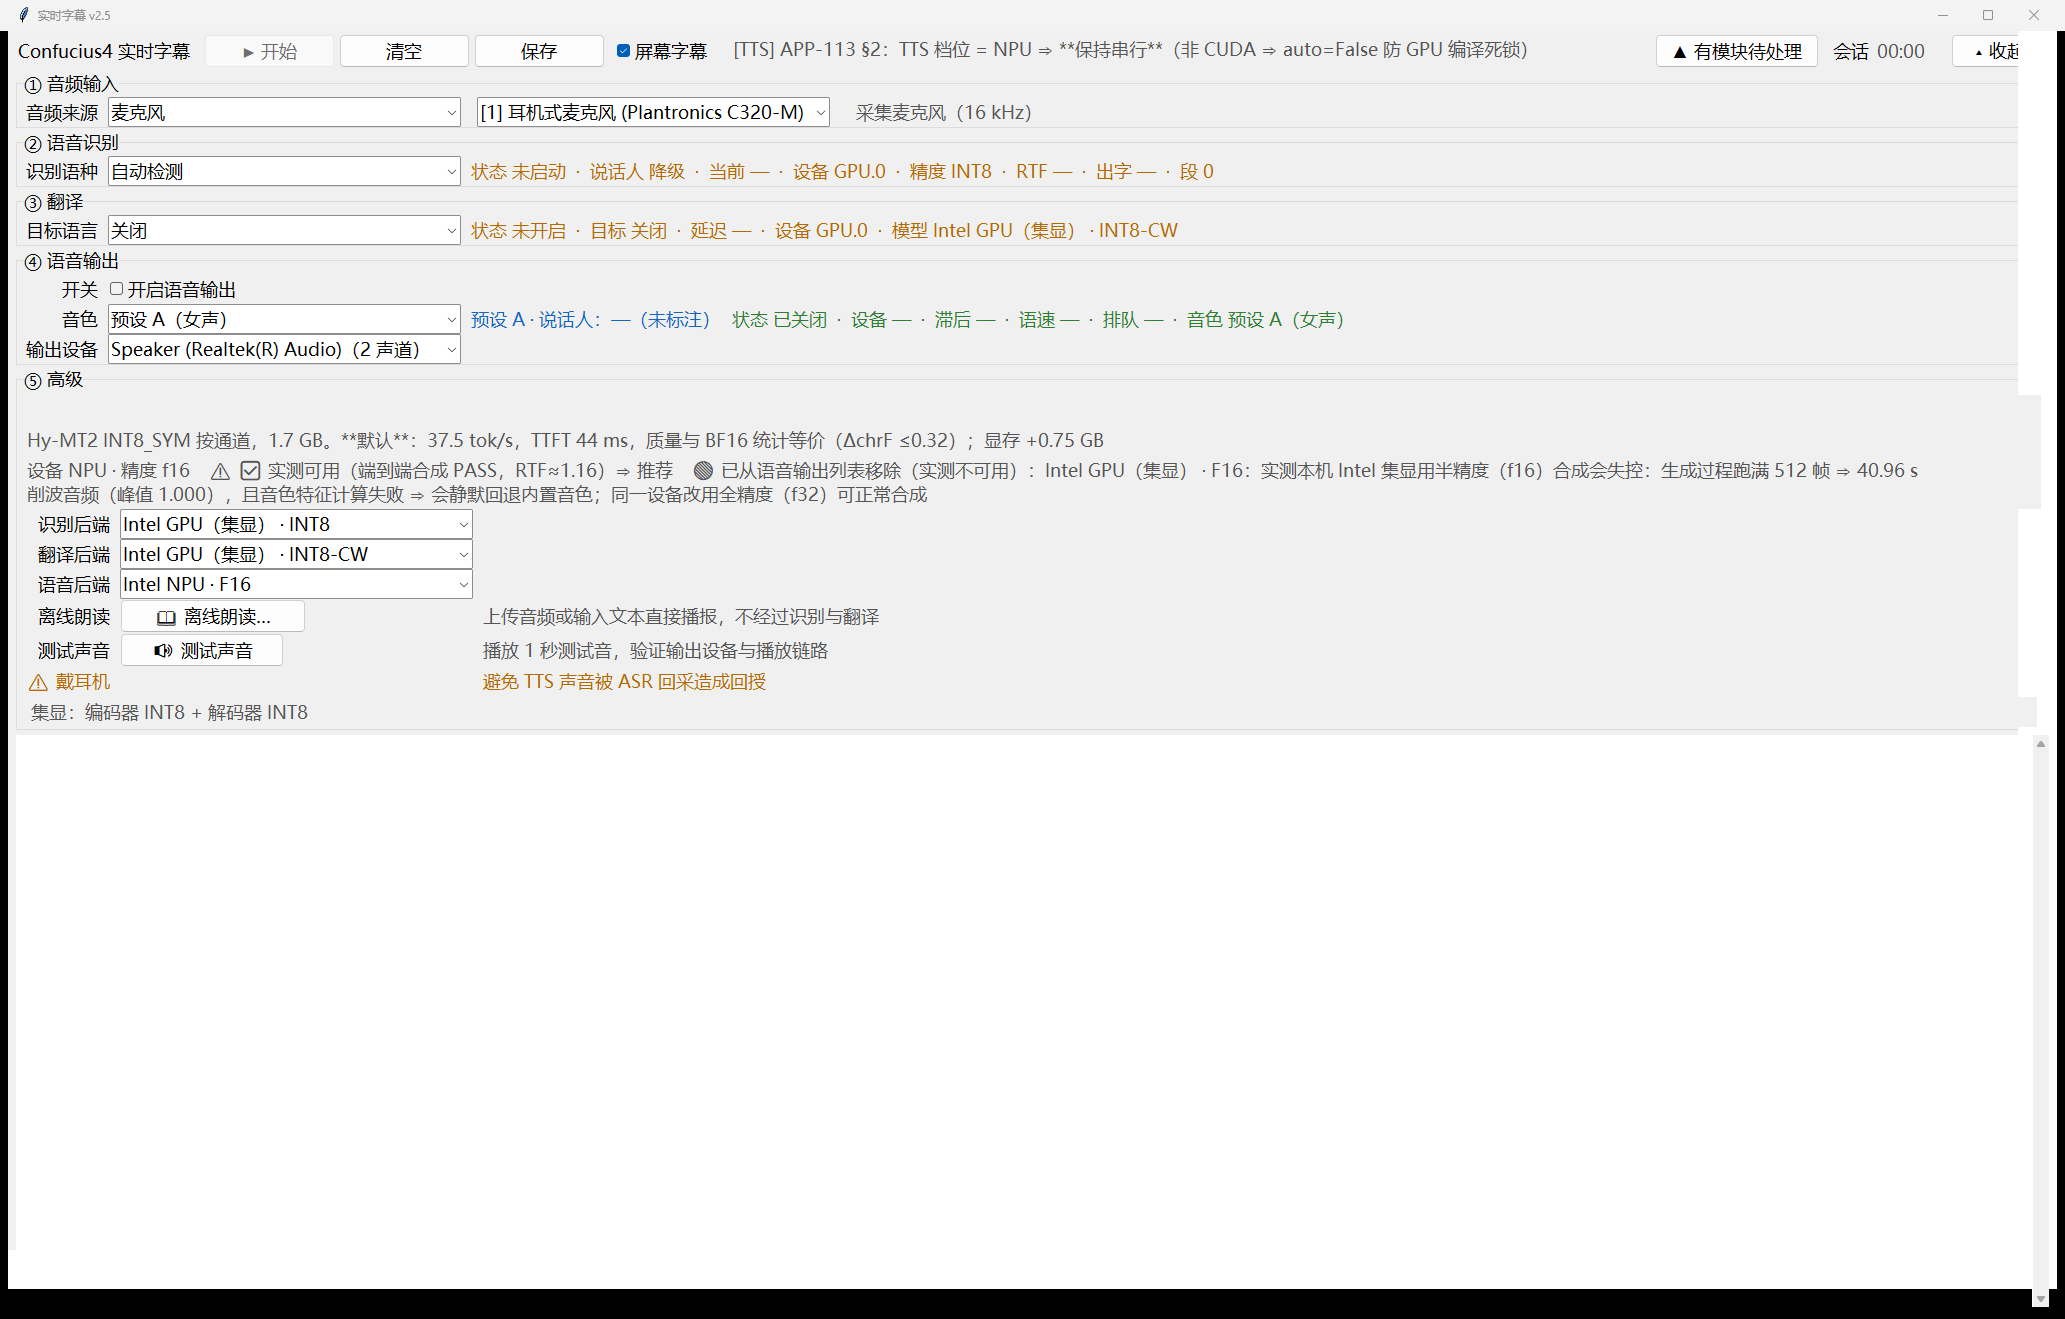 实时字幕 v2.5
Confucius4 实时字幕 ▶ 开始 清空 保存 屏幕字幕 [TTS] APP-113 §2：TTS 档位 = NPU ⇒ **保持串行**（非 CUDA ⇒ auto=False 防 GPU 编译死锁） ▲ 有模块待处理 会话 00:00 ▲ 收起
① 音频输入
音频来源 麦克风 [1] 耳机式麦克风 (Plantronics C320-M) 采集麦克风（16 kHz）
② 语音识别
识别语种 自动检测 状态 未启动 · 说话人 降级 · 当前 — · 设备 GPU.0 · 精度 INT8 · RTF — · 出字 — · 段 0
③ 翻译
目标语言 关闭 状态 未开启 · 目标 关闭 · 延迟 — · 设备 GPU.0 · 模型 Intel GPU（集显） · INT8-CW
④ 语音输出
开关 开启语音输出
音色 预设 A（女声） 预设 A · 说话人：—（未标注） 状态 已关闭 · 设备 — · 滞后 — · 语速 — · 排队 — · 音色 预设 A（女声）
输出设备 Speaker (Realtek(R) Audio)（2 声道）
⑤ 高级
Hy-MT2 INT8_SYM 按通道，1.7 GB。**默认**：37.5 tok/s，TTFT 44 ms，质量与 BF16 统计等价（ΔchrF ≤0.32）；显存 +0.75 GB
设备 NPU · 精度 f16 ⚠ ☑ 实测可用（端到端合成 PASS，RTF≈1.16）⇒ 推荐 已从语音输出列表移除（实测不可用）：Intel GPU（集显） · F16：实测本机 Intel 集显用半精度（f16）合成会失控：生成过程跑满 512 帧 ⇒ 40.96 s
削波音频（峰值 1.000），且音色特征计算失败 ⇒ 会静默回退内置音色；同一设备改用全精度（f32）可正常合成
识别后端 Intel GPU（集显） · INT8
翻译后端 Intel GPU（集显） · INT8-CW
语音后端 Intel NPU · F16
离线朗读 离线朗读... 上传音频或输入文本直接播报，不经过识别与翻译
测试声音 测试声音 播放 1 秒测试音，验证输出设备与播放链路
⚠ 戴耳机 避免 TTS 声音被 ASR 回采造成回授
集显：编码器 INT8 + 解码器 INT8